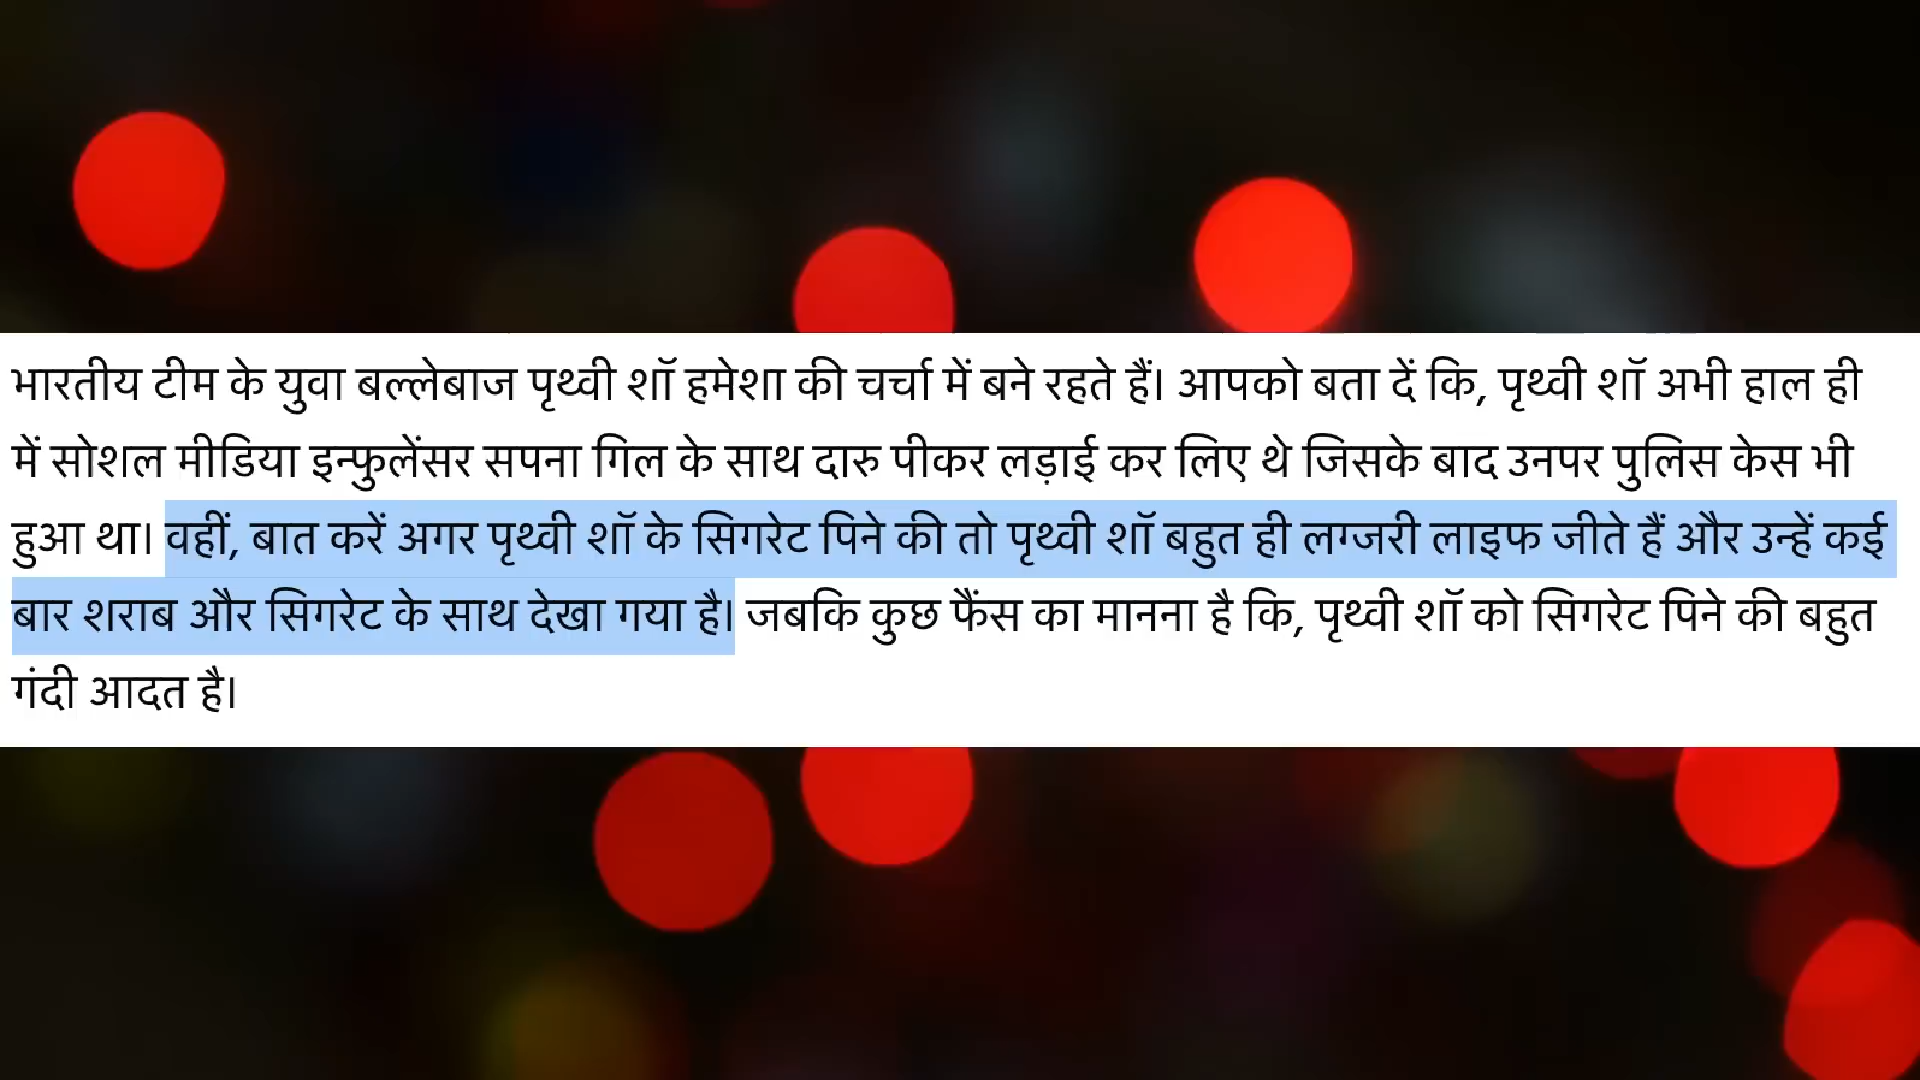 भारतीय टीम के युवा बल्लेबाज पृथ्वी शॉ हमेशा की चर्चा में बने रहते हैं। आपको बता दें कि, पृथ्वी शॉ अभी हाल ही
में सोशल मीडिया इन्फुलेंसर सपना गिल के साथ दारु पीकर लड़ाई कर लिए थे जिसके बाद उनपर पुलिस केस भी
हुआ था। वहीं, बात करें अगर पृथ्वी शॉ के सिगरेट पिने की तो पृथ्वी शॉ बहुत ही लग्जरी लाइफ जीते हैं और उन्हें कई
बार शराब और सिगरेट के साथ देखा गया है। जबकि कुछ फैंस का मानना है कि, पृथ्वी शॉ को सिगरेट पिने की बहुत
गंदी आदत है।